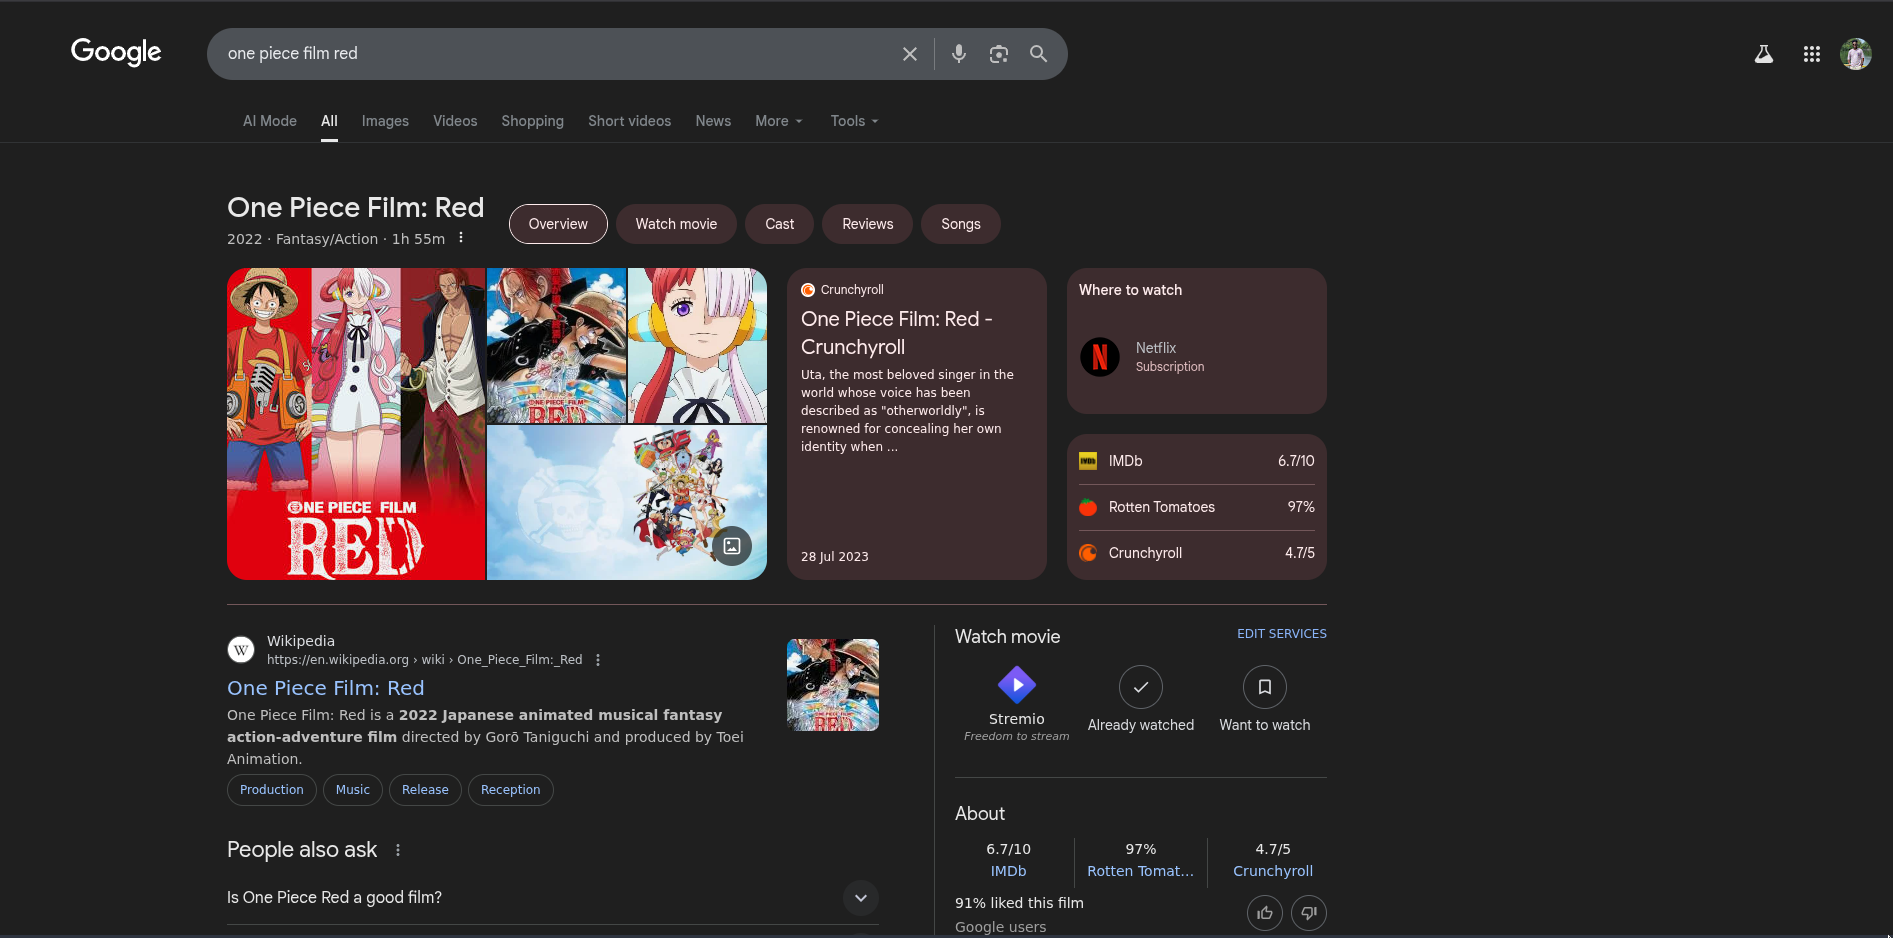 Google
one piece film red
AI Mode
All
Images
Videos
Shopping
Short videos
News
More
Tools
One Piece Film: Red
2022 · Fantasy/Action · 1h 55m
Overview
Watch movie
Cast
Reviews
Songs
ONE PIECE FILM
RED
ONE PIECE FILM
RED
Crunchyroll
One Piece Film: Red -
Crunchyroll
Uta, the most beloved singer in the
world whose voice has been
described as "otherworldly", is
renowned for concealing her own
identity when ...
28 Jul 2023
Where to watch
N
Netflix
Subscription
IMDb
IMDb
6.7/10
Rotten Tomatoes
97%
Crunchyroll
4.7/5
W
Wikipedia
https://en.wikipedia.org › wiki › One_Piece_Film:_Red
One Piece Film: Red
One Piece Film: Red is a 2022 Japanese animated musical fantasy
action-adventure film directed by Gorō Taniguchi and produced by Toei
Animation.
RED
Production
Music
Release
Reception
People also ask
Is One Piece Red a good film?
Watch movie
EDIT SERVICES
Stremio
Freedom to stream
Already watched
Want to watch
About
6.7/10
IMDb
97%
Rotten Tomat...
4.7/5
Crunchyroll
91% liked this film
Google users